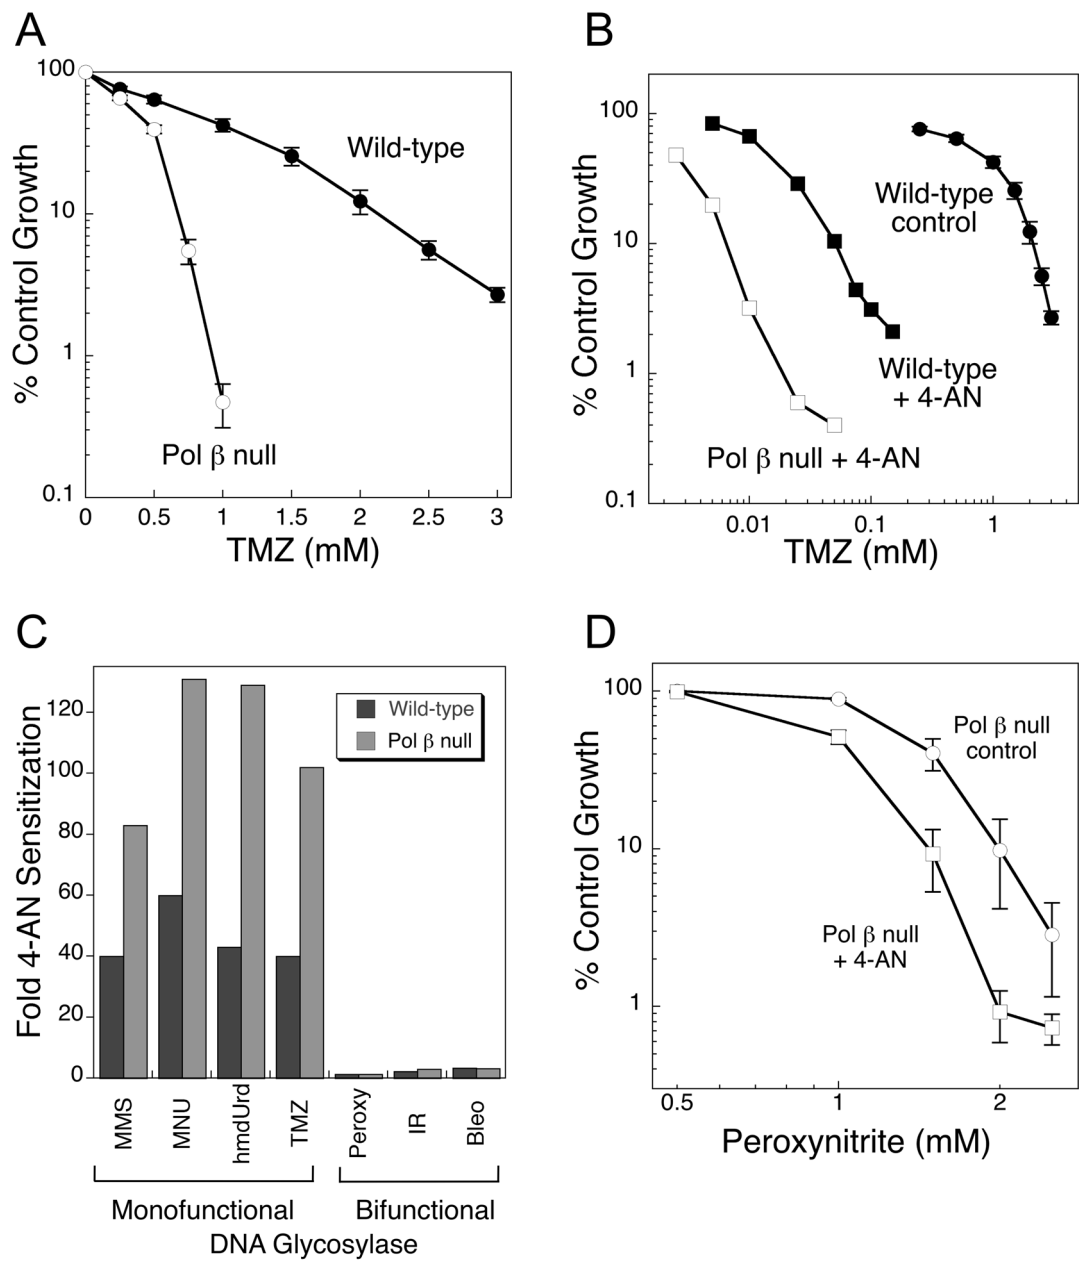 A
100
10
1
0.1
% Control Growth
Wild-type
Pol β null
0 0.5 1 1.5 2 2.5 3
TMZ (mM)
B
100
10
1
0.1
% Control Growth
Wild-type
control
Wild-type
+ 4-AN
Pol β null + 4-AN
0.01 0.1 1
TMZ (mM)
C
120
100
80
60
40
20
0
Fold 4-AN Sensitization
Wild-type
Pol β null
MMS
MNU
hmdUrd
TMZ
Peroxy
IR
Bleo
Monofunctional Bifunctional
DNA Glycosylase
D
100
10
1
% Control Growth
Pol β null
control
Pol β null
+ 4-AN
0.5 1 2
Peroxynitrite (mM)